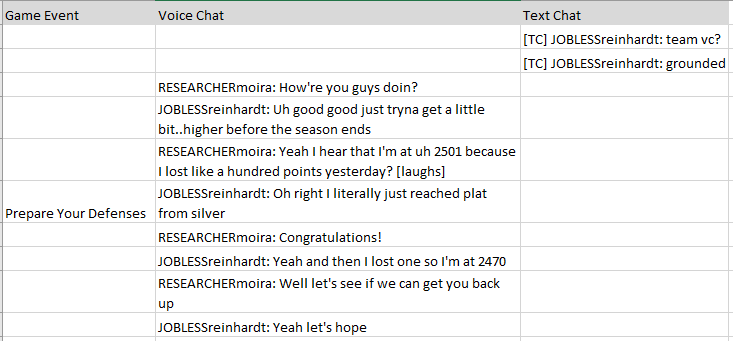 Game Event Voice Chat Text Chat
[TC] JOBLESSreinhardt: team vc?
[TC] JOBLESSreinhardt: grounded
RESEARCHERmoira: How're you guys doin?
JOBLESSreinhardt: Uh good good just tryna get a little
bit..higher before the season ends
RESEARCHERmoira: Yeah I hear that I'm at uh 2501 because
I lost like a hundred points yesterday? [laughs]
JOBLESSreinhardt: Oh right I literally just reached plat
Prepare Your Defenses from silver
RESEARCHERmoira: Congratulations!
JOBLESSreinhardt: Yeah and then I lost one so I'm at 2470
RESEARCHERmoira: Well let's see if we can get you back
up
JOBLESSreinhardt: Yeah let's hope